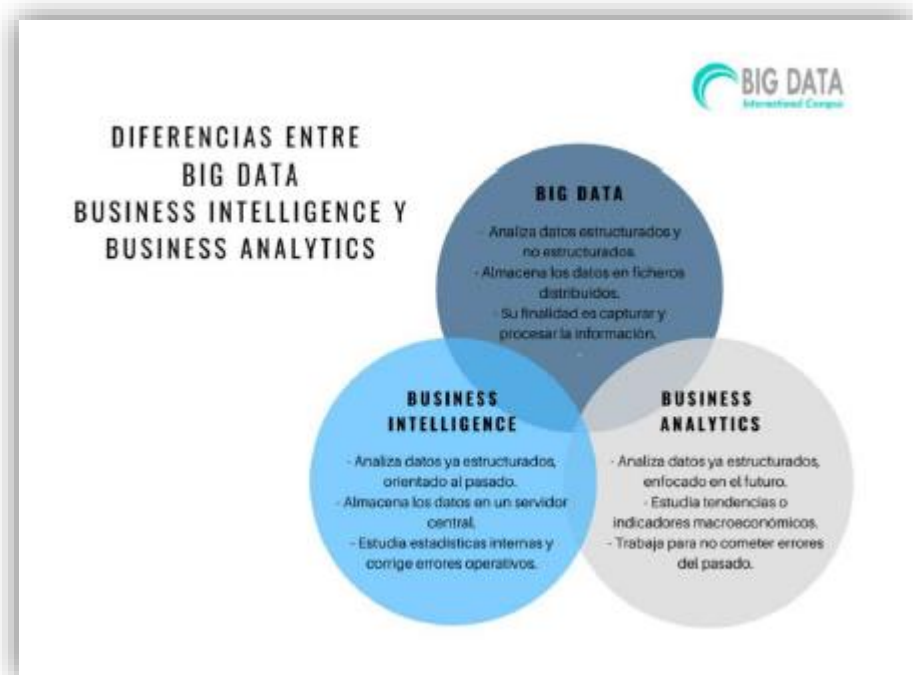 BIG DATA
International Campus
DIFERENCIAS ENTRE
BIG DATA
BUSINESS INTELLIGENCE Y
BUSINESS ANALYTICS
BIG DATA
- Analiza datos estructurados y
no estructurados.
- Almacena los datos en ficheros
distribuidos.
- Su finalidad es capturar y
procesar la información.
-
BUSINESS
INTELLIGENCE
- Analiza datos ya estructurados,
orientado al pasado.
- Almacena los datos en un servidor
central.
- Estudia estadísticas internas y
corrige errores operativos.
BUSINESS
ANALYTICS
- Analiza datos ya estructurados,
enfocado en el futuro.
- Estudia tendencias o
indicadores macroeconómicos.
- Trabaja para no cometer errores
del pasado.